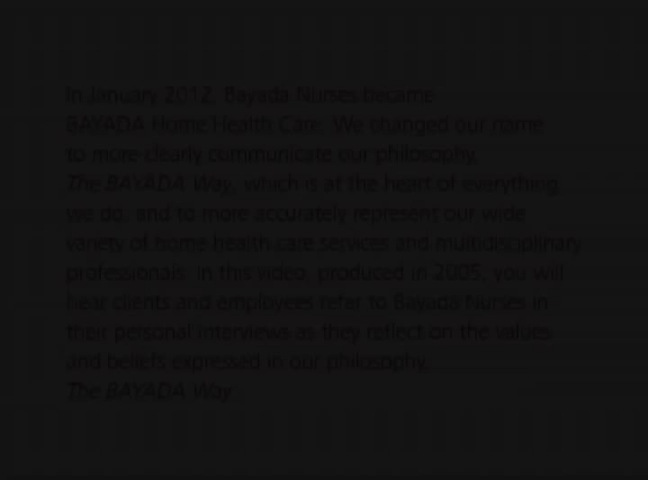 In January 2012, Bayada Nurses became
BAYADA Home Health Care. We changed our name
to more clearly communicate our philosophy,
The BAYADA Way, which is at the heart of everything
we do, and to more accurately represent our wide
variety of home health care services and multidisciplinary
professionals. In this video, produced in 2005, you will
hear clients and employees refer to Bayada Nurses in
their personal interviews as they reflect on the values
and beliefs expressed in our philosophy,
The BAYADA Way.